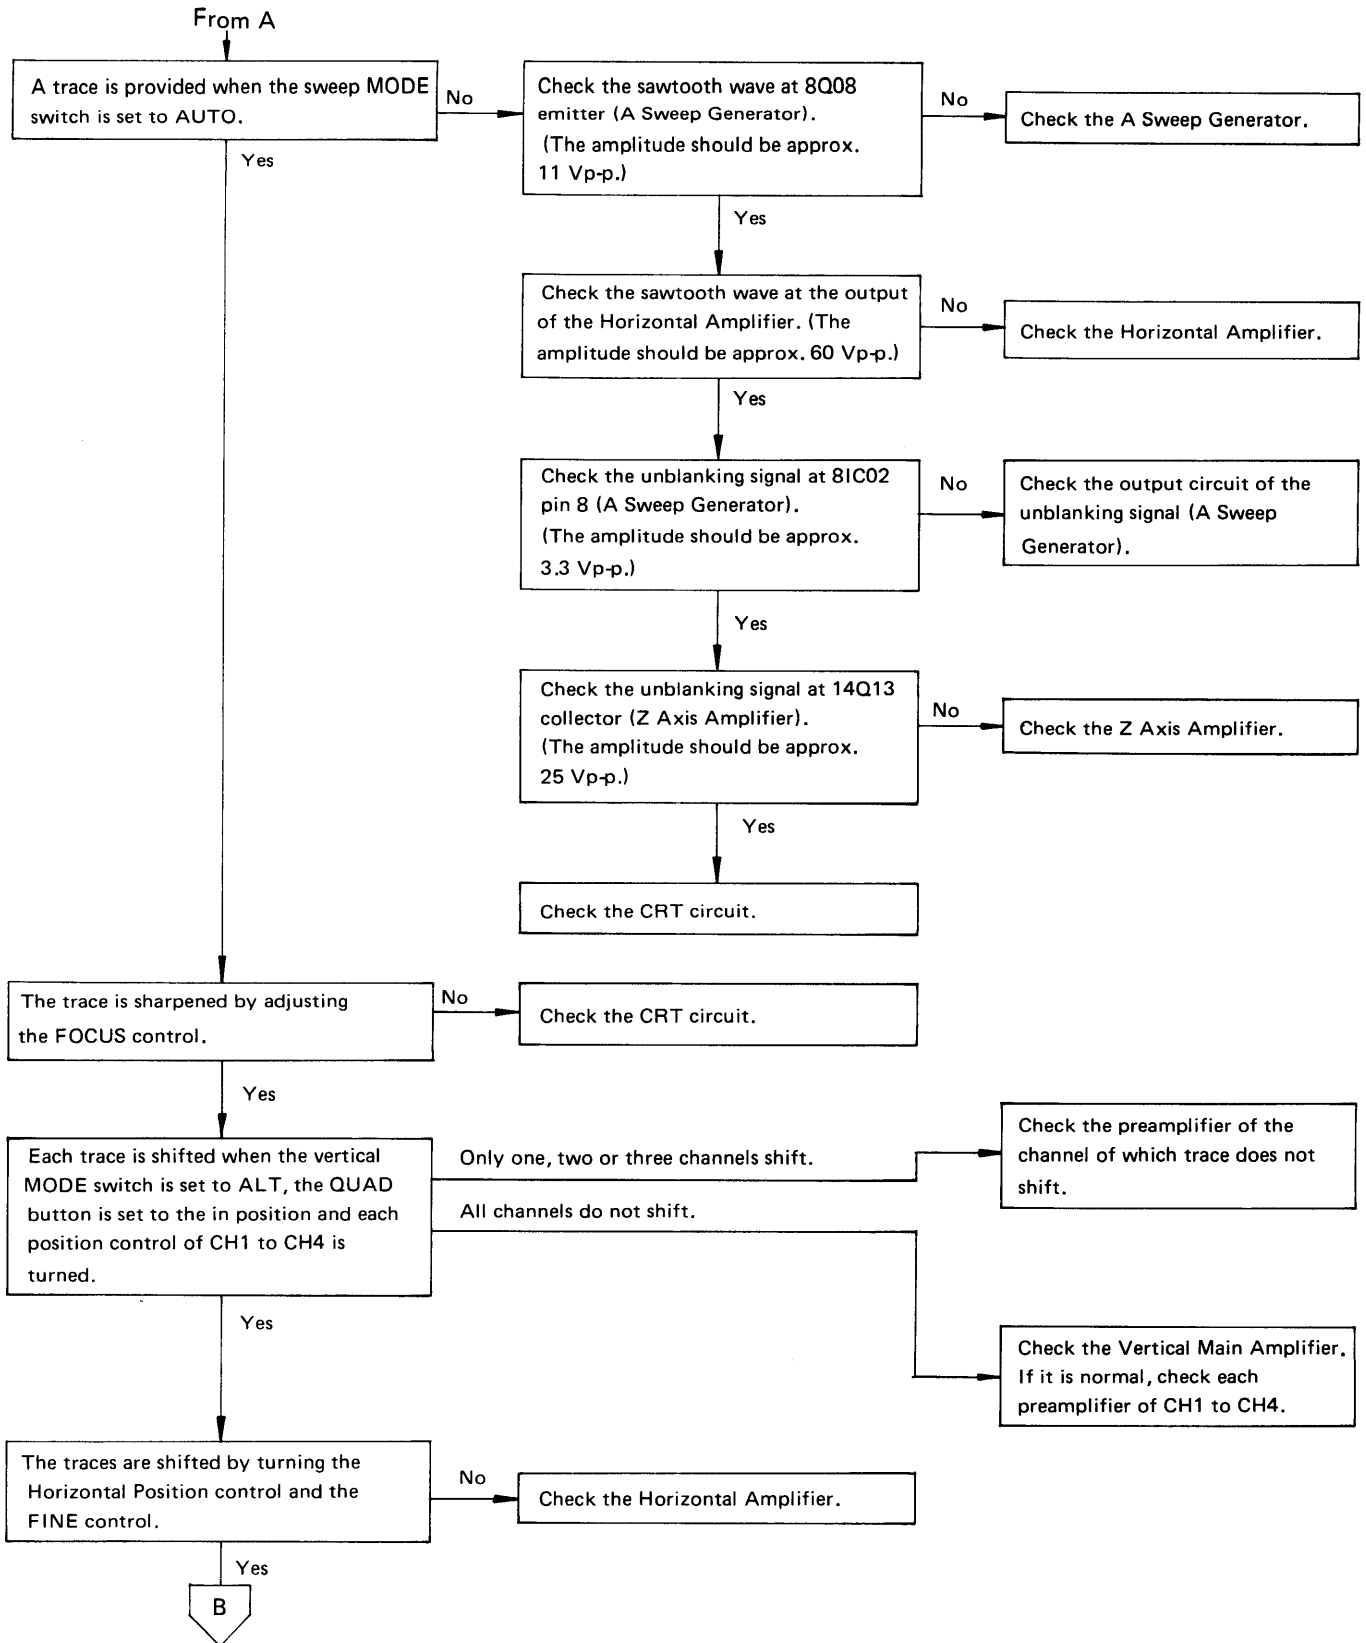 From A
A trace is provided when the sweep MODE
switch is set to AUTO.
No
Check the sawtooth wave at 8Q08
emitter (A Sweep Generator).
(The amplitude should be approx.
11 Vp-p.)
No
Check the A Sweep Generator.
Yes
Yes
Check the sawtooth wave at the output
of the Horizontal Amplifier. (The
amplitude should be approx. 60 Vp-p.)
No
Check the Horizontal Amplifier.
Yes
Check the unblanking signal at 8IC02
pin 8 (A Sweep Generator).
(The amplitude should be approx.
3.3 Vp-p.)
No
Check the output circuit of the
unblanking signal (A Sweep
Generator).
Yes
Check the unblanking signal at 14Q13
collector (Z Axis Amplifier).
(The amplitude should be approx.
25 Vp-p.)
No
Check the Z Axis Amplifier.
Yes
Check the CRT circuit.
The trace is sharpened by adjusting
the FOCUS control.
No
Check the CRT circuit.
Yes
Each trace is shifted when the vertical
MODE switch is set to ALT, the QUAD
button is set to the in position and each
position control of CH1 to CH4 is
turned.
Only one, two or three channels shift.
Check the preamplifier of the
channel of which trace does not
shift.
All channels do not shift.
Check the Vertical Main Amplifier.
If it is normal, check each
preamplifier of CH1 to CH4.
Yes
The traces are shifted by turning the
Horizontal Position control and the
FINE control.
No
Check the Horizontal Amplifier.
Yes
B